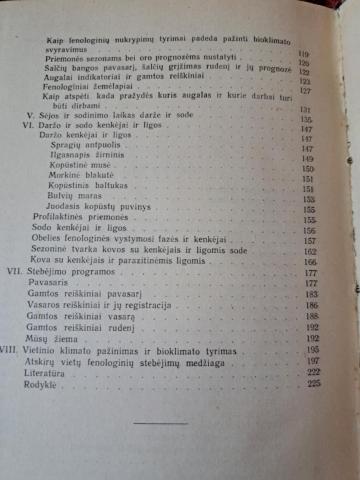 Kaip fenologinių nukrypimų tyrimai padeda pažinti bioklimato
svyravimus . . . 119
Priemonės sezonams bei oro prognozėms nustatyti . . . 120
Šalčių bangos pavasarį, šalčių grįžimas rudenį ir jų prognozė 122
Augalai indikatoriai ir gamtos reiškiniai . . . 123
Fenologiniai žemėlapiai . . . 127
Kaip atspėti, kada pražydės kuris augalas ir kurie darbai turi
būti dirbami . . . 131
V. Sėjos ir sodinimo laikas darže ir sode . . . 135
VI. Daržo ir sodo kenkėjai ir ligos . . . 147
Daržo kenkėjai ir ligos . . . 147
Spragių antpuolis . . . 147
Ilgasnapis žirninis . . . 149
Kopūstinė musė . . . 150
Morkinė blakutė . . . 151
Kopūstinis baltukas . . . 151
Bulvių maras . . . 153
Juodasis kopūstų puvinys . . . 155
Profilaktinės priemonės . . . 155
Sodo kenkėjai ir ligos . . . 156
Obelies fenologinės vystymosi fazės ir kenkėjai . . . 157
Sezoninė tvarka kovos su kenkėjais ir ligomis sode . . . 162
Kova su kenkėjais ir parazitinėmis ligomis . . . 166
VII. Stebėjimo programos . . . 177
Pavasaris . . . 177
Gamtos reiškiniai pavasarį . . . 183
Vasaros reiškiniai ir jų registracija . . . 186
Gamtos reiškiniai vasarą . . . 188
Gamtos reiškiniai rudenį . . . 192
Mūsų žiema . . . 192
VIII. Vietinio klimato pažinimas ir bioklimato tyrimas . . . 195
Atskirų vietų fenologinių stebėjimų medžiaga . . . 197
Literatūra . . . 222
Rodyklė . . . 225